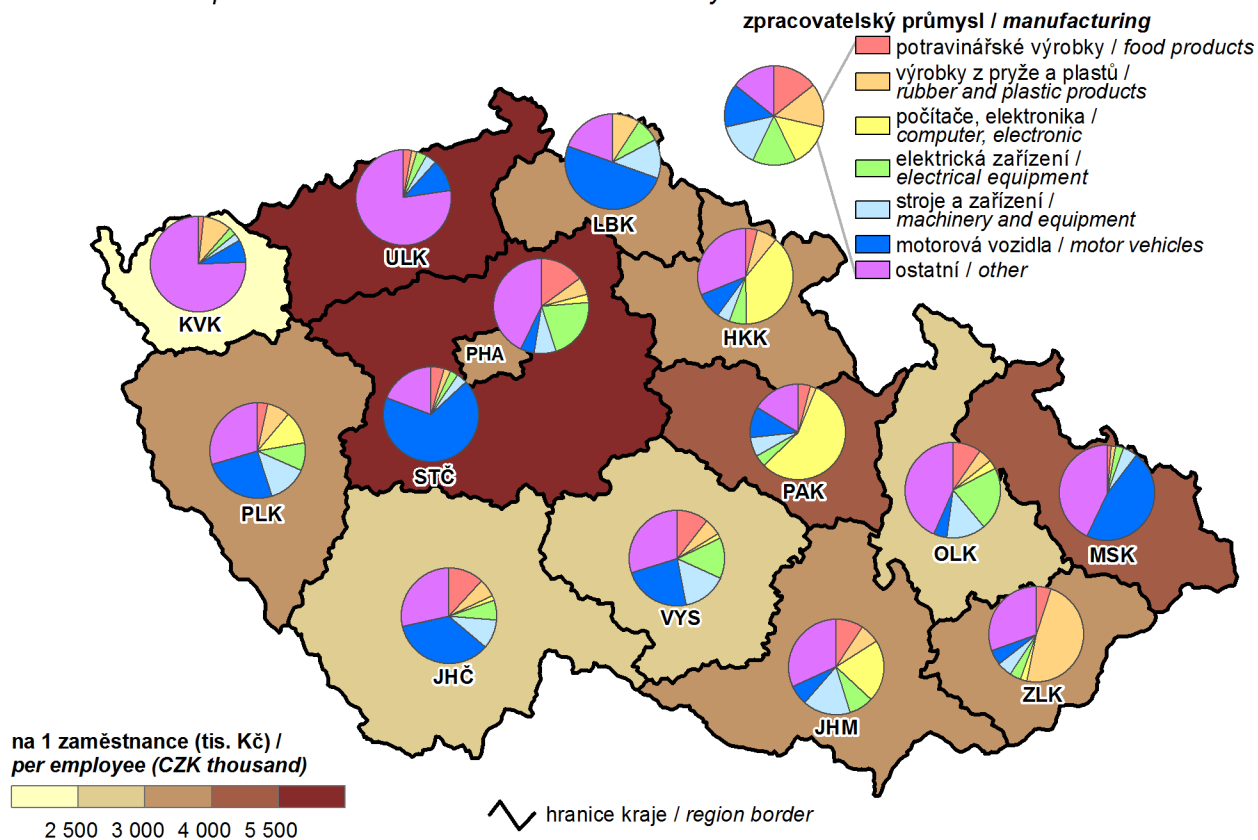 zpracovatelský průmysl / manufacturing
potravinářské výrobky / food products
výrobky z pryže a plastů /
rubber and plastic products
počítače, elektronika /
computer, electronic
elektrická zařízení /
electrical equipment
stroje a zařízení /
machinery and equipment
motorová vozidla / motor vehicles
ostatní / other
LBK
ULK
KVK
HKK
PHA
STČ
PAK
PLK
OLK
MSK
VYS
JHČ
ZLK
JHM
na 1 zaměstnance (tis. Kč) /
per employee (CZK thousand)
2 500 3 000 4 000 5 500
hranice kraje / region border